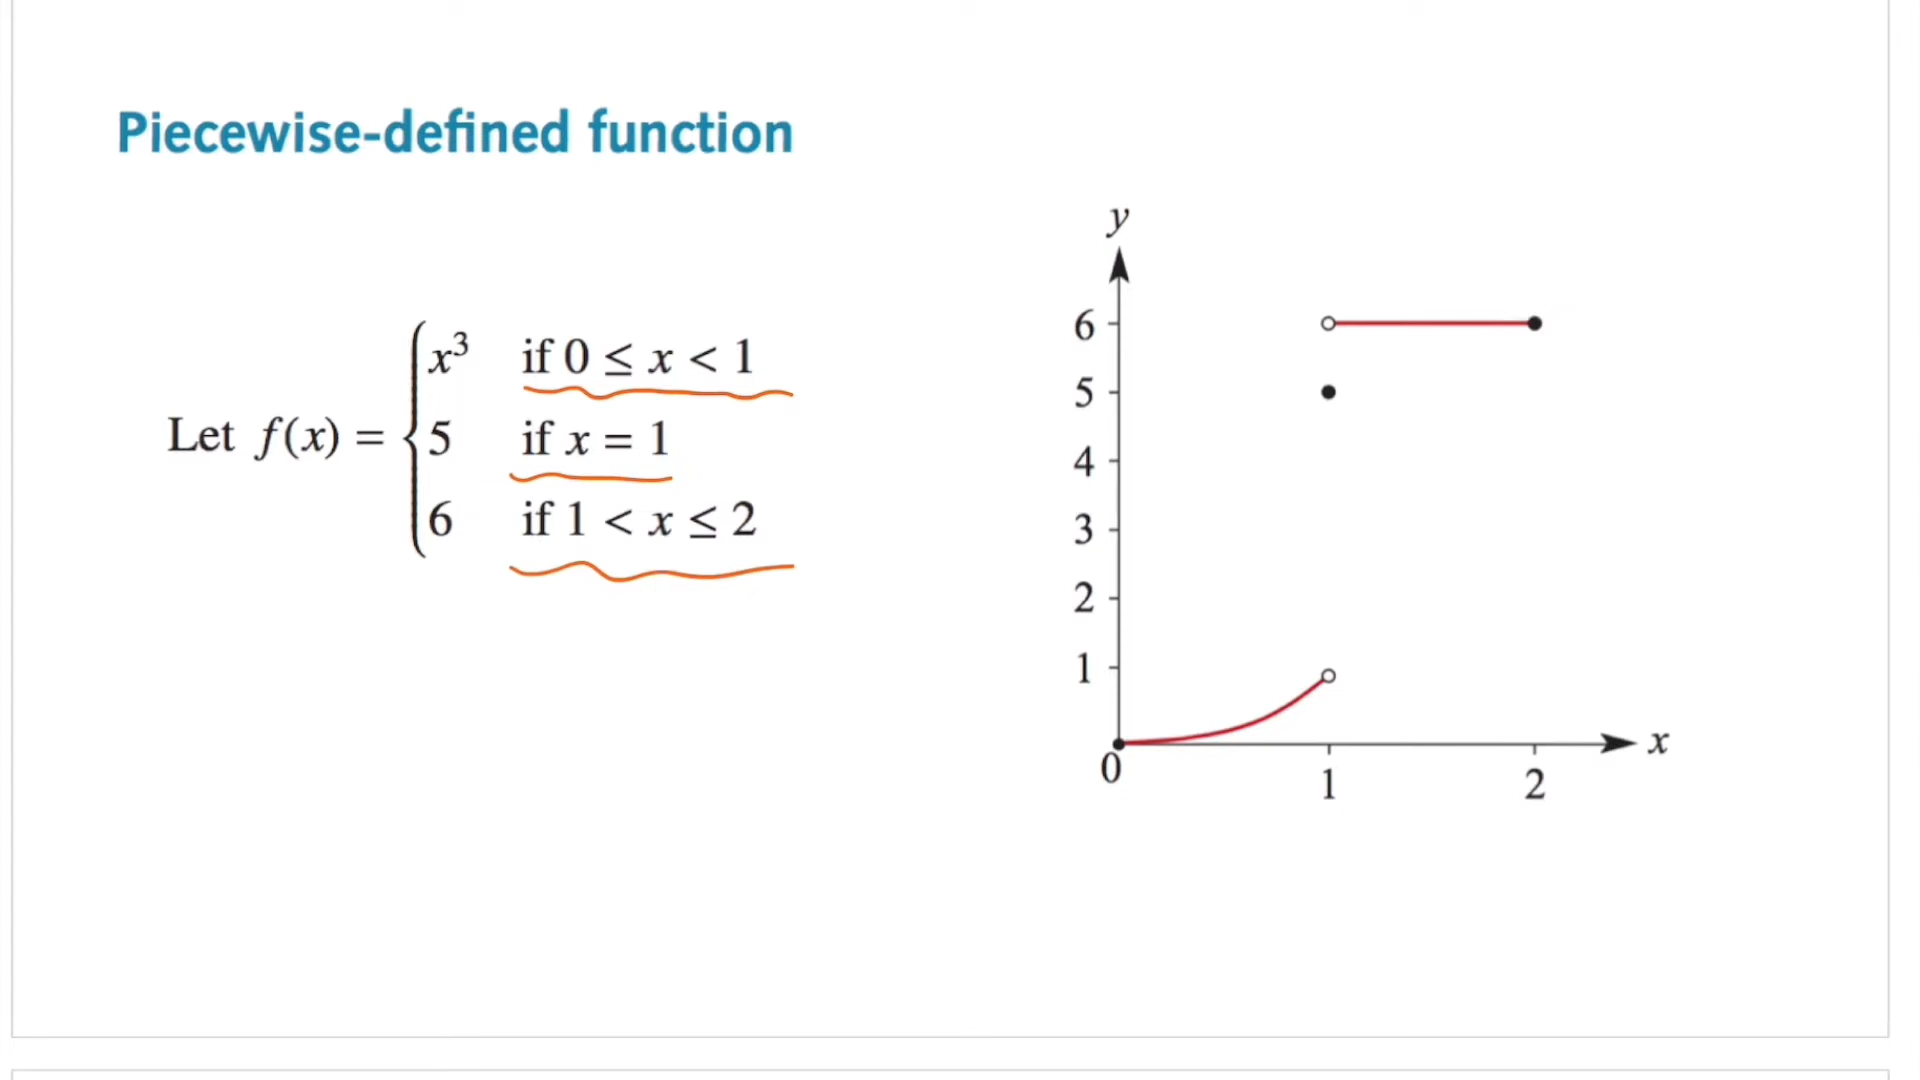 Piecewise-defined function
Let f(x) = { x³ if 0 ≤ x < 1
5 if x = 1
6 if 1 < x ≤ 2
y
6
5
4
3
2
1
0
1
2
x